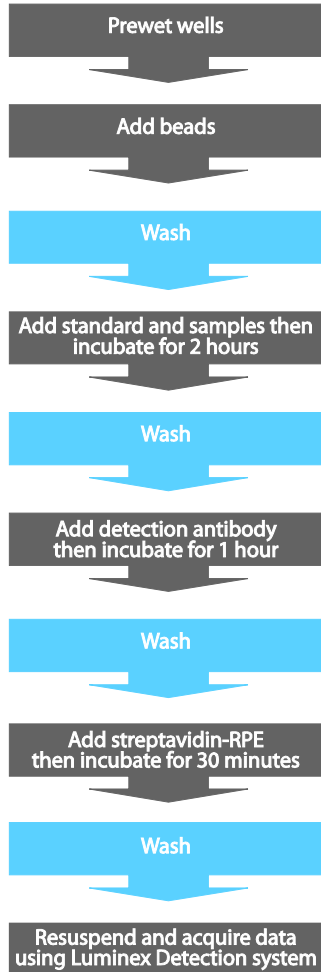 Prewet wells
Add beads
Wash
Add standard and samples then
incubate for 2 hours
Wash
Add detection antibody
then incubate for 1 hour
Wash
Add streptavidin-RPE
then incubate for 30 minutes
Wash
Resuspend and acquire data
using Luminex Detection system